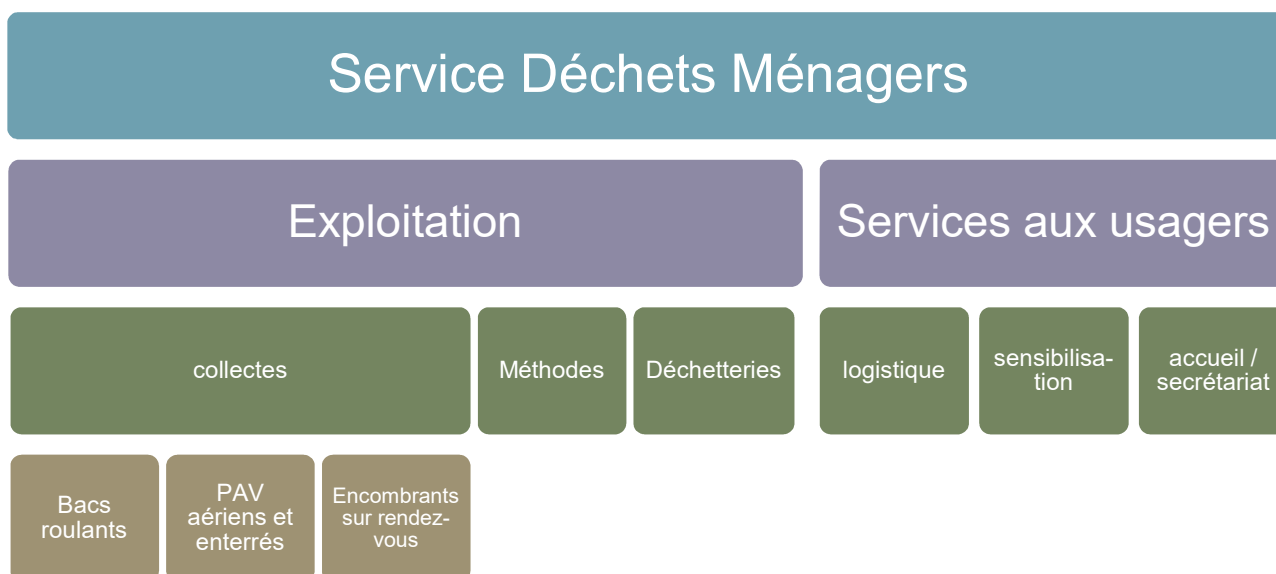 Service Déchets Ménagers
Exploitation
Services aux usagers
collectes
Méthodes
Déchetteries
logistique
sensibilisa-
tion
accueil /
secrétariat
Bacs
roulants
PAV
aériens et
enterrés
Encombrants
sur rendez-
vous